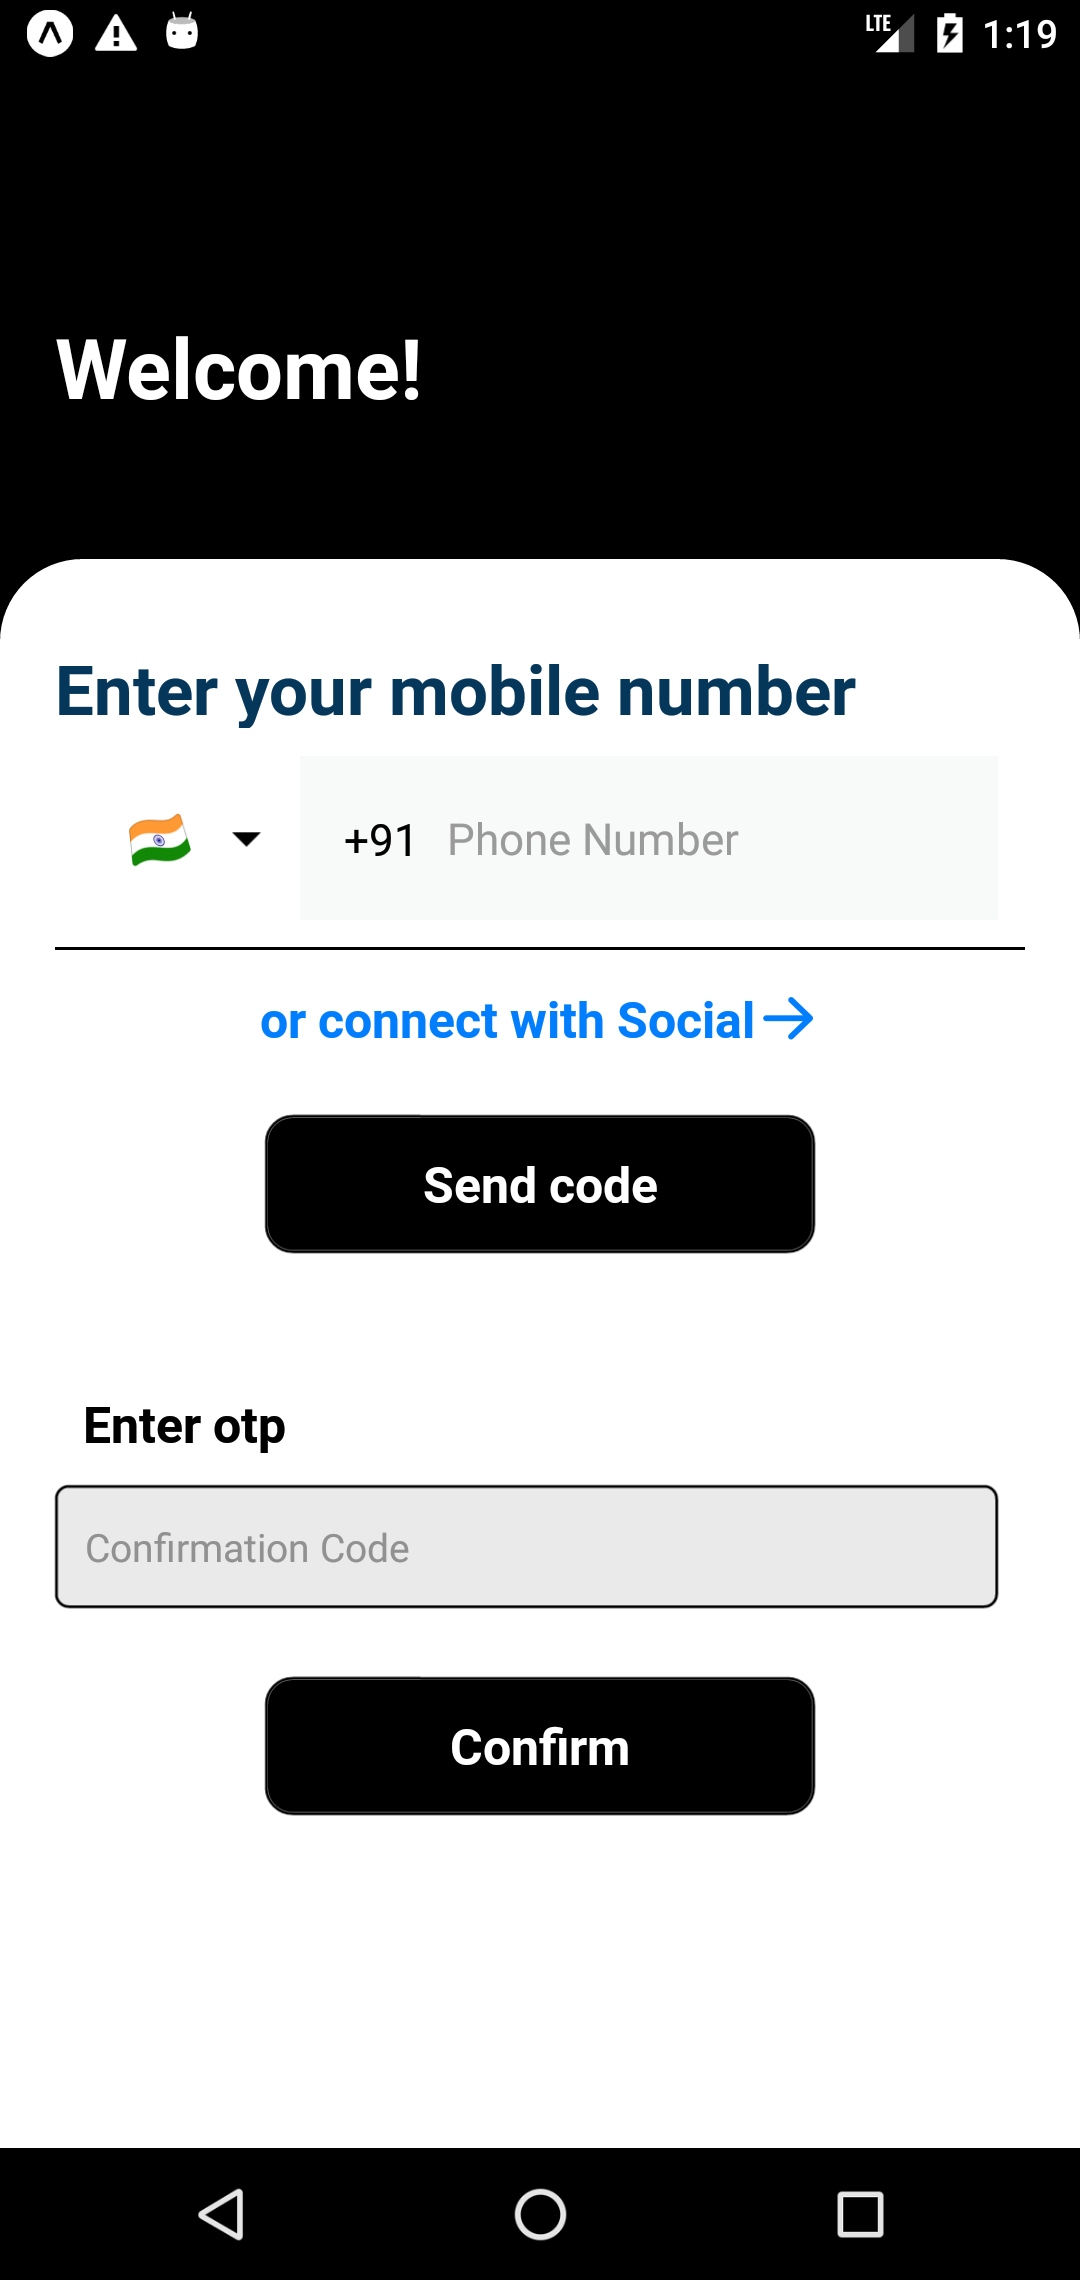 LTE 1:19
Welcome!
Enter your mobile number
+91 Phone Number
or connect with Social
Send code
Enter otp
Confirmation Code
Confirm